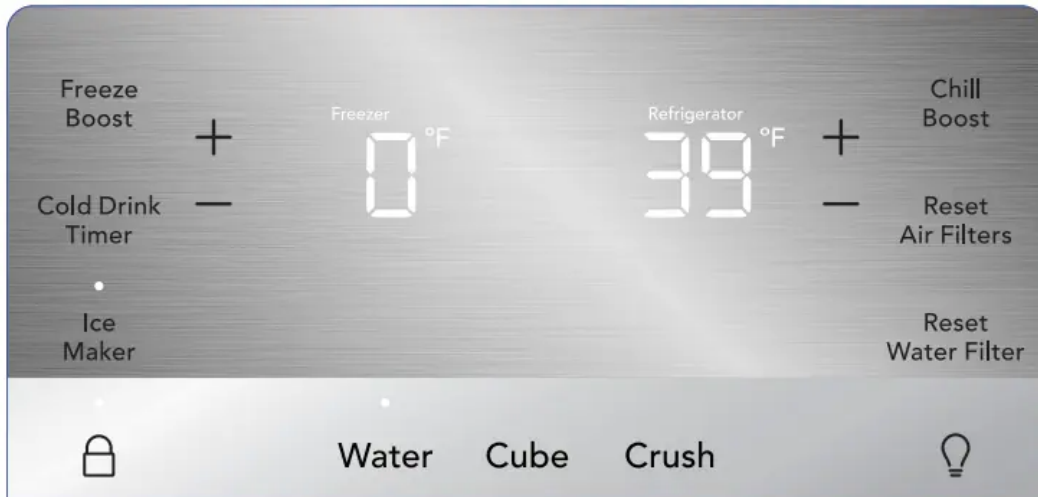 Freeze
Boost
+
Freezer
0 °F
Refrigerator
39 °F
+
Chill
Boost
Cold Drink
Timer
−
−
Reset
Air Filters
Ice
Maker
Reset
Water Filter
Water Cube Crush